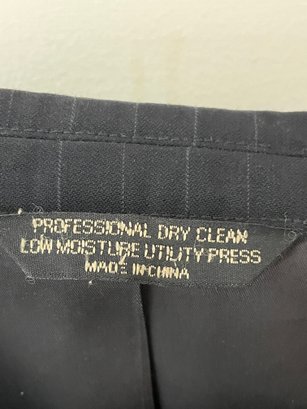 PROFESSIONAL DRY CLEAN
LOW MOISTURE UTILITY PRESS
MADE IN CHINA